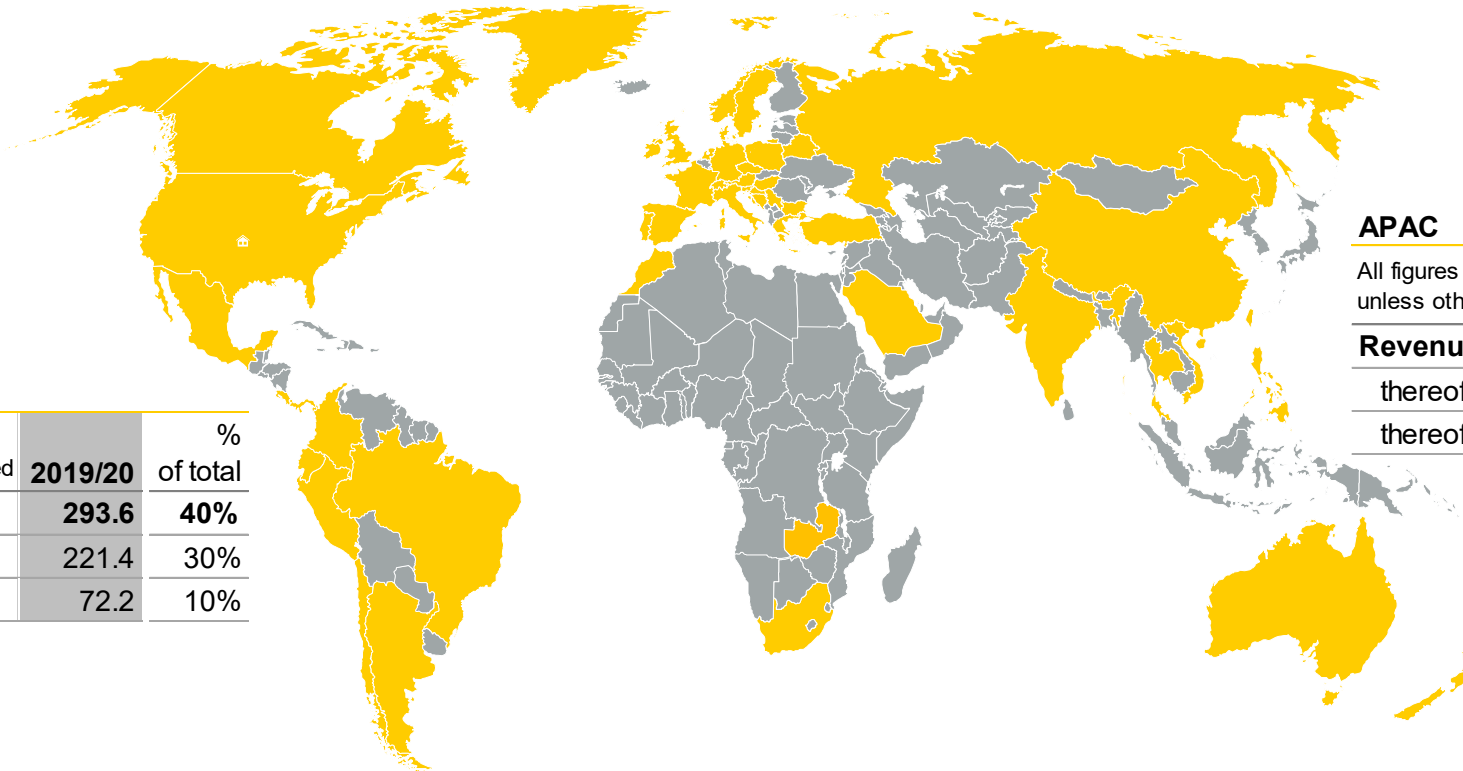 %
2019/20 of total
293.6 40%
221.4 30%
72.2 10%
APAC
All figures
unless
Revenu
thereof
thereof